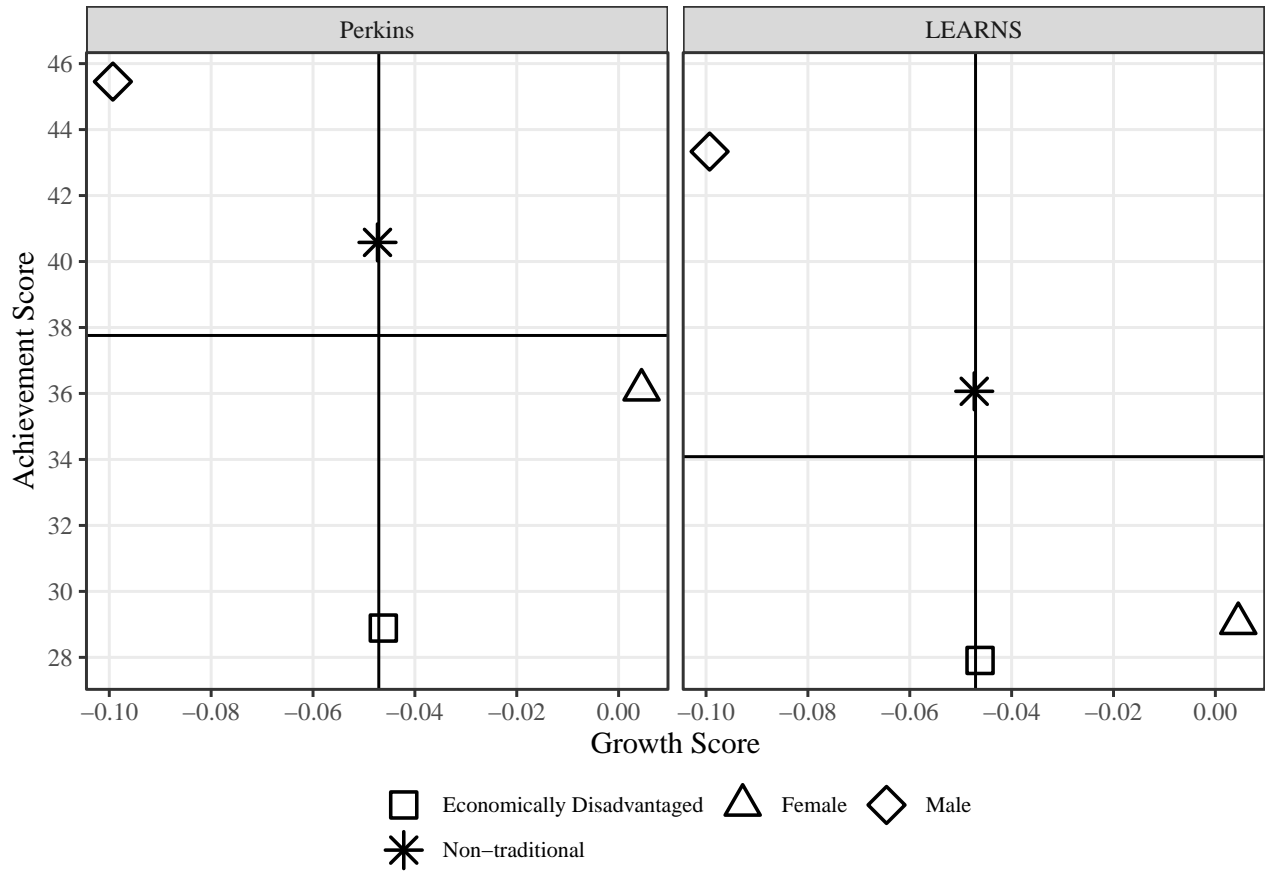 Perkins LEARNS
46
44
42
40
38
36
34
32
30
28
Achievement Score
−0.10 −0.08 −0.06 −0.04 −0.02 0.00 −0.10 −0.08 −0.06 −0.04 −0.02 0.00
Growth Score
Economically Disadvantaged Female Male
Non−traditional